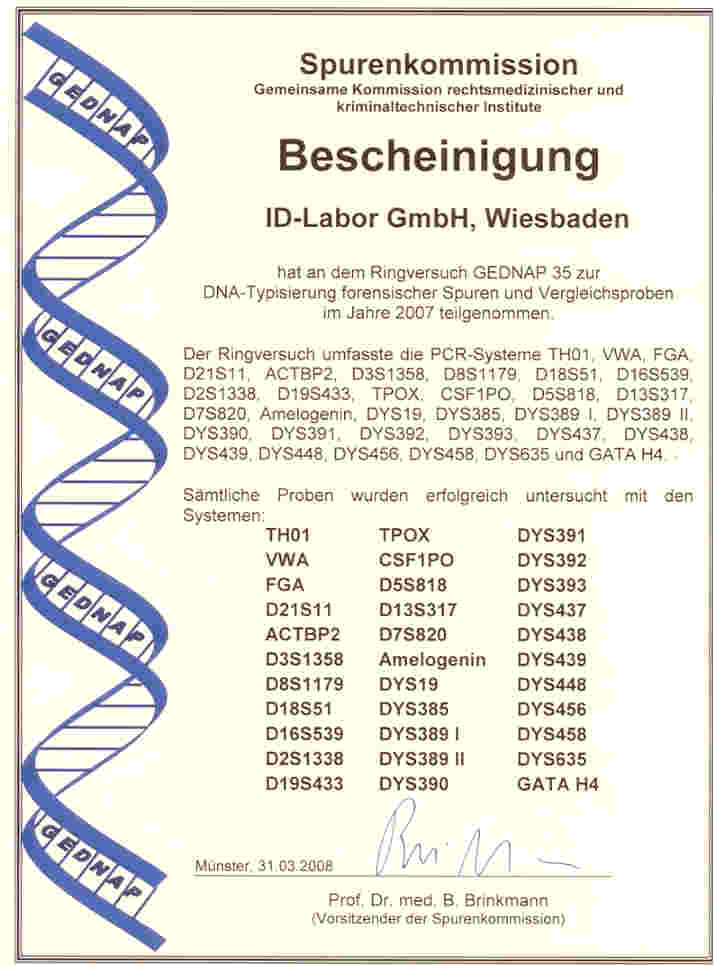 Spurenkommission
Gemeinsame Kommission rechtsmedizinischer und
kriminaltechnischer Institute
Bescheinigung
ID-Labor GmbH, Wiesbaden
hat an dem Ringversuch GEDNAP 35 zur
DNA-Typisierung forensischer Spuren und Vergleichsproben
im Jahre 2007 teilgenommen.
Der Ringversuch umfasste die PCR-Systeme TH01, VWA, FGA,
D21S11, ACTBP2, D3S1358, D8S1179, D18S51, D16S539,
D2S1338, D19S433, TPOX, CSF1PO, D5S818, D13S317,
D7S820, Amelogenin, DYS19, DYS385, DYS389 I, DYS389 II,
DYS390, DYS391, DYS392, DYS393, DYS437, DYS438,
DYS439, DYS448, DYS456, DYS458, DYS635 und GATA H4.
Sämtliche Proben wurden erfolgreich untersucht mit den
Systemen:
TH01 TPOX DYS391
VWA CSF1PO DYS392
FGA D5S818 DYS393
D21S11 D13S317 DYS437
ACTBP2 D7S820 DYS438
D3S1358 Amelogenin DYS439
D8S1179 DYS19 DYS448
D18S51 DYS385 DYS456
D16S539 DYS389 I DYS458
D2S1338 DYS389 II DYS635
D19S433 DYS390 GATA H4
Münster, 31.03.2008
Prof. Dr. med. B. Brinkmann
(Vorsitzender der Spurenkommission)
GEDNAP
GEDNAP
GEDNAP
GEDNAP